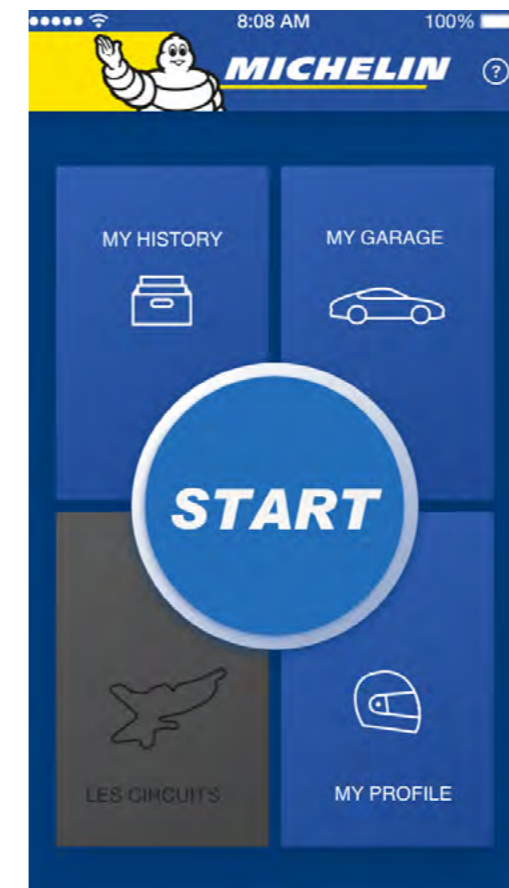 8:08 AM 100%
MICHELIN ?
MY HISTORY MY GARAGE
START
LES CIRCUITS MY PROFILE